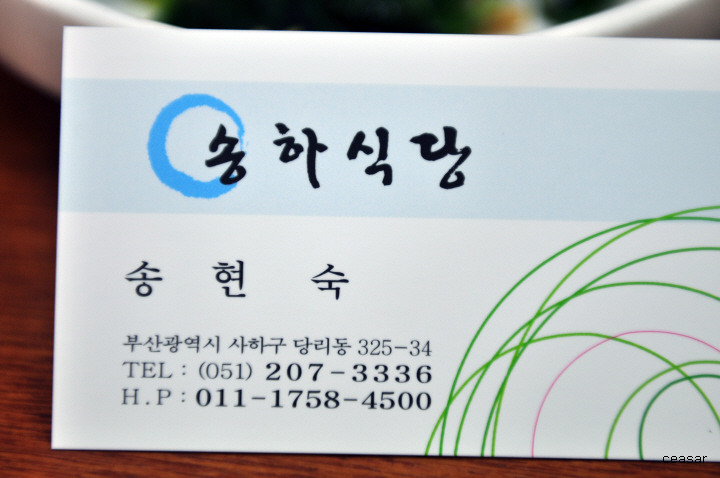 송하식당
송 현 숙
부산광역시 사하구 당리동 325-34
TEL : (051) 207-3336
H.P : 011-1758-4500
ceasar